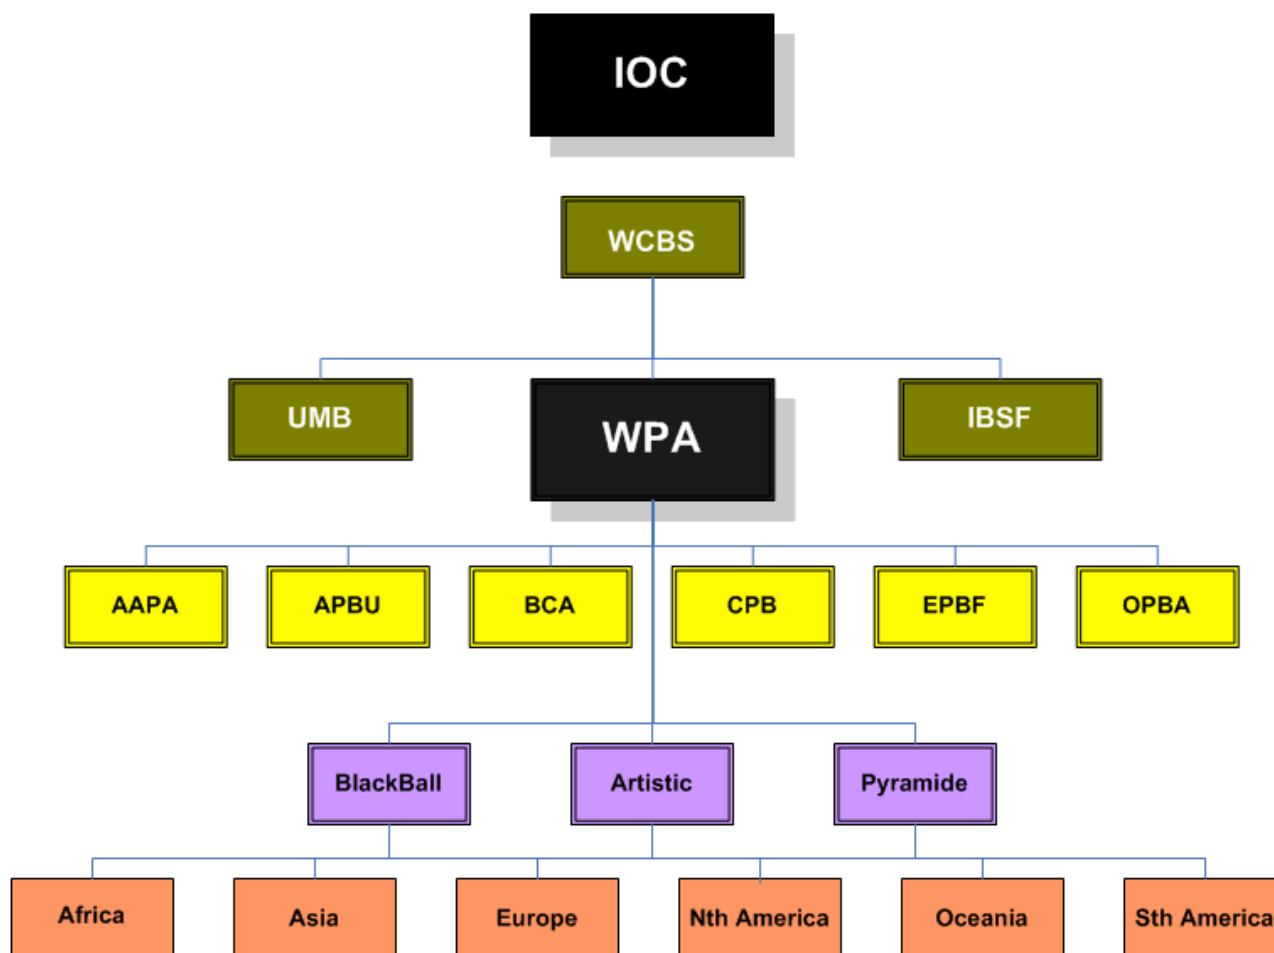 IOC
WCBS
UMB
WPA
IBSF
AAPA
APBU
BCA
CPB
EPBF
OPBA
BlackBall
Artistic
Pyramide
Africa
Asia
Europe
Nth America
Oceania
Sth America